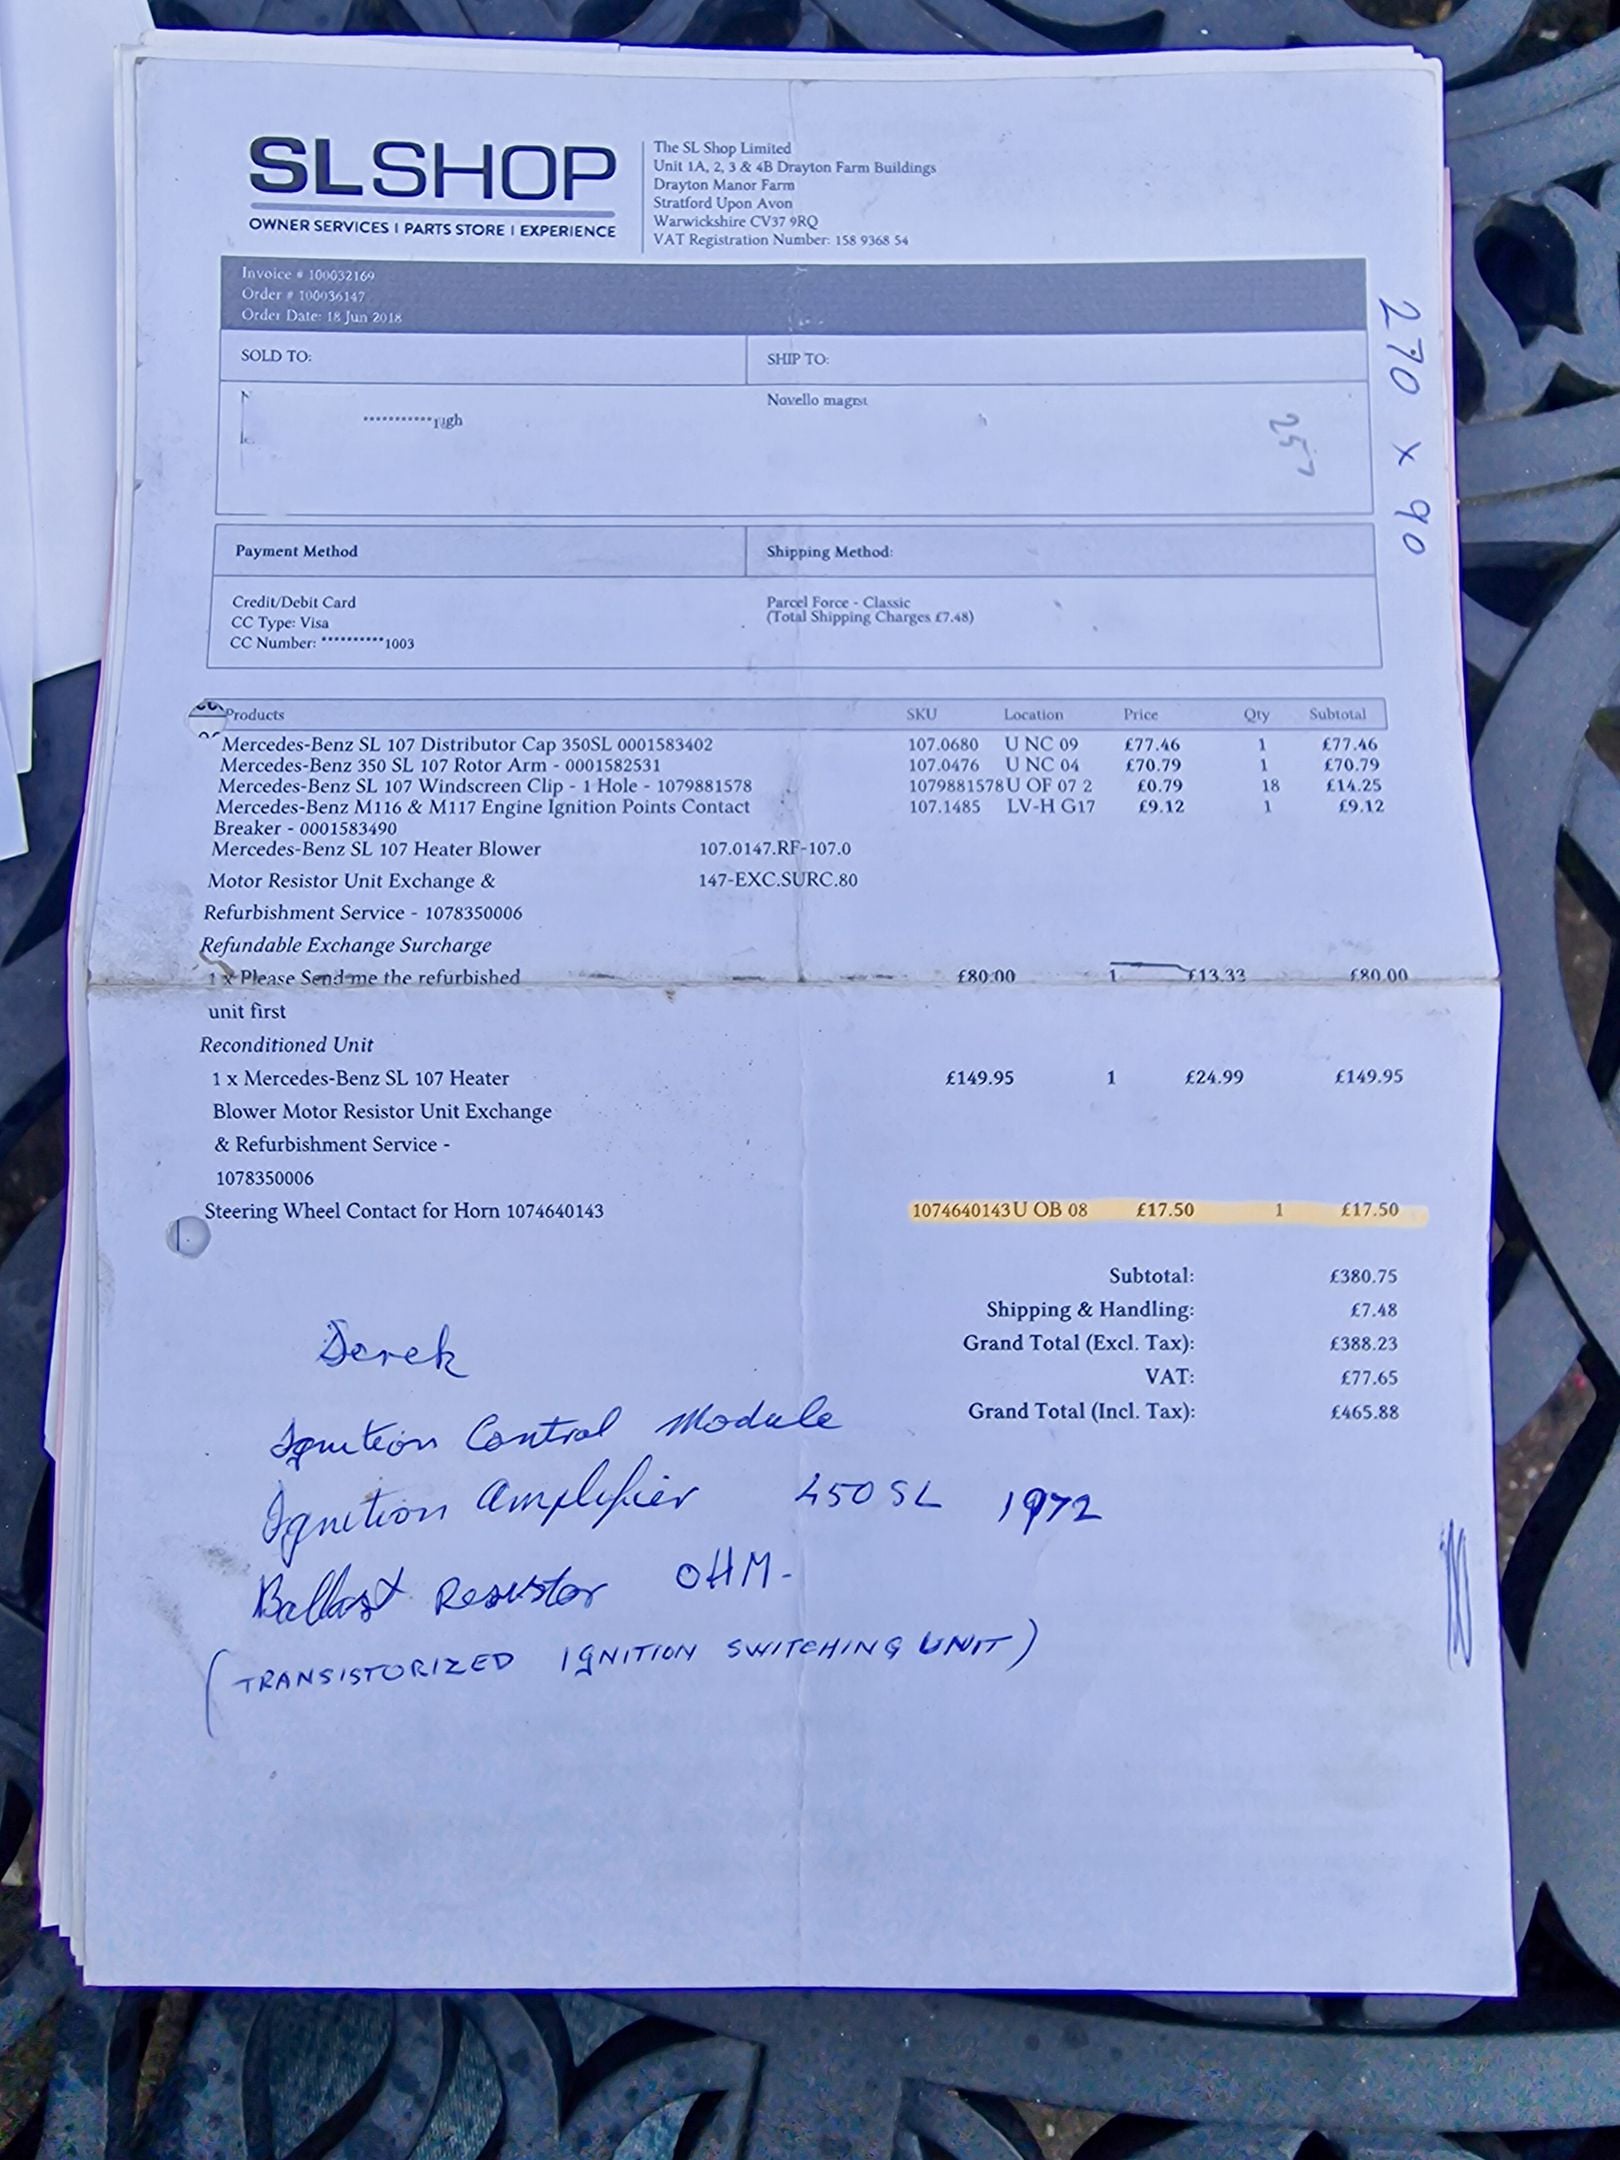 SLSHOP
OWNER SERVICES | PARTS STORE | EXPERIENCE
The SL Shop Limited
Unit 1A, 2, 3 & 4B Drayton Farm Buildings
Drayton Manor Farm
Stratford Upon Avon
Warwickshire CV37 9RQ
VAT Registration Number: 158 9368 54
Invoice # 100032169
Order # 100036147
Order Date: 18 Jun 2018
270 x 90
SOLD TO: SHIP TO:
Novello
Payment Method Shipping Method:
Credit/Debit Card Parcel Force - Classic
CC Type: Visa (Total Shipping Charges £7.48)
CC Number: **********1003
Products SKU Location Price Qty Subtotal
Mercedes-Benz SL 107 Distributor Cap 350SL 0001583402 107.0680 U NC 09 £77.46 1 £77.46
Mercedes-Benz 350 SL 107 Rotor Arm - 0001582531 107.0476 U NC 04 £70.79 1 £70.79
Mercedes-Benz SL 107 Windscreen Clip - 1 Hole - 1079881578 1079881578U OF 07 2 £0.79 18 £14.25
Mercedes-Benz M116 & M117 Engine Ignition Points Contact 107.1485 LV-H G17 £9.12 1 £9.12
Breaker - 0001583490
Mercedes-Benz SL 107 Heater Blower 107.0147.RF-107.0
Motor Resistor Unit Exchange & 147-EXC.SURC.80
Refurbishment Service - 1078350006
Refundable Exchange Surcharge
1 x Please Send me the refurbished £80.00 1 £13.33 £80.00
unit first
Reconditioned Unit
1 x Mercedes-Benz SL 107 Heater £149.95 1 £24.99 £149.95
Blower Motor Resistor Unit Exchange
& Refurbishment Service -
1078350006
Steering Wheel Contact for Horn 1074640143 1074640143U OB 08 £17.50 1 £17.50
Subtotal: £380.75
Shipping & Handling: £7.48
Grand Total (Excl. Tax): £388.23
VAT: £77.65
Grand Total (Incl. Tax): £465.88
Derek
Ignition Control Module
Ignition Amplifier 450SL 1972
Ballast Resistor OHM-
(TRANSISTORIZED IGNITION SWITCHING UNIT)